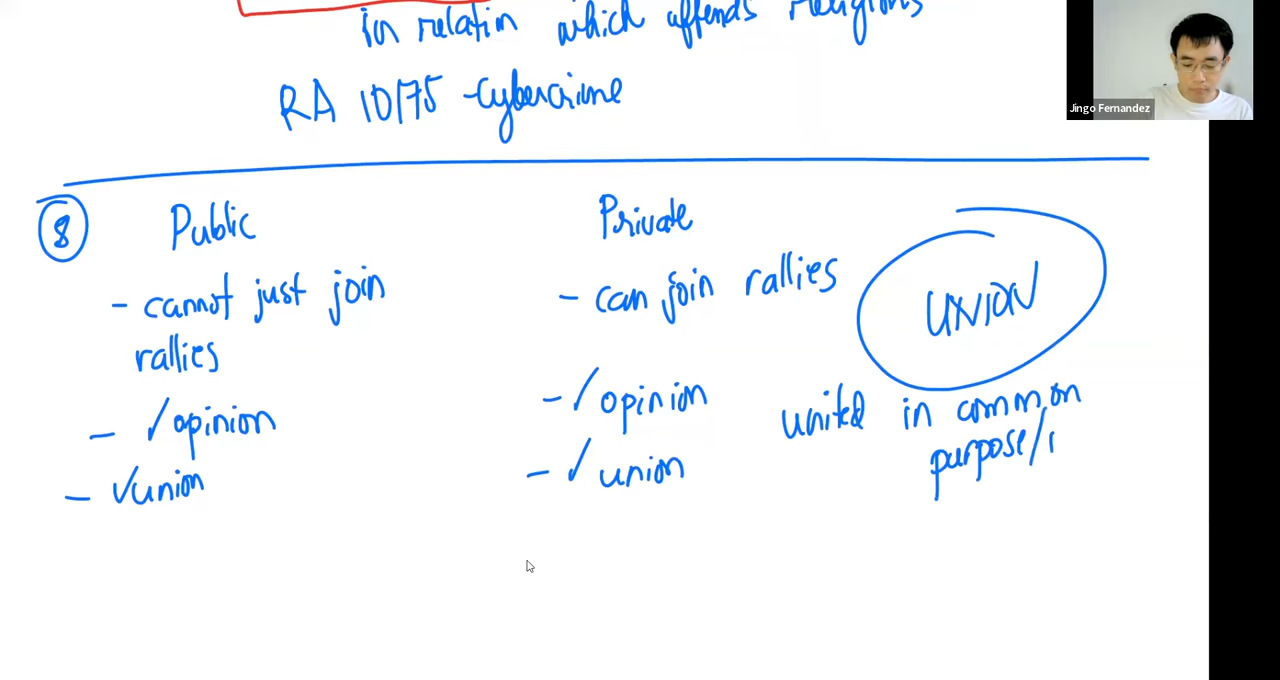 in relatin which offends religions
RA 10175 - Cybercrime
Jingo Fernandez
8 Public Private
- cannot just join rallies
- can join rallies
UNION
- ✓ opinion
- ✓ union
- ✓ opinion
- ✓ union
united in common
purpose/